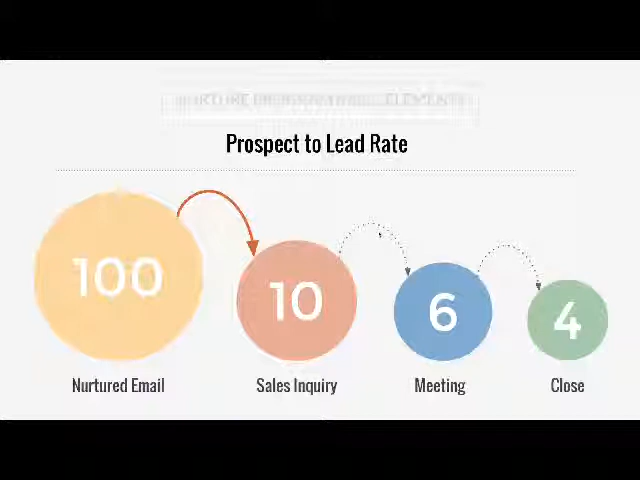 Prospect to Lead Rate
100
10
6
4
Nurtured Email
Sales Inquiry
Meeting
Close